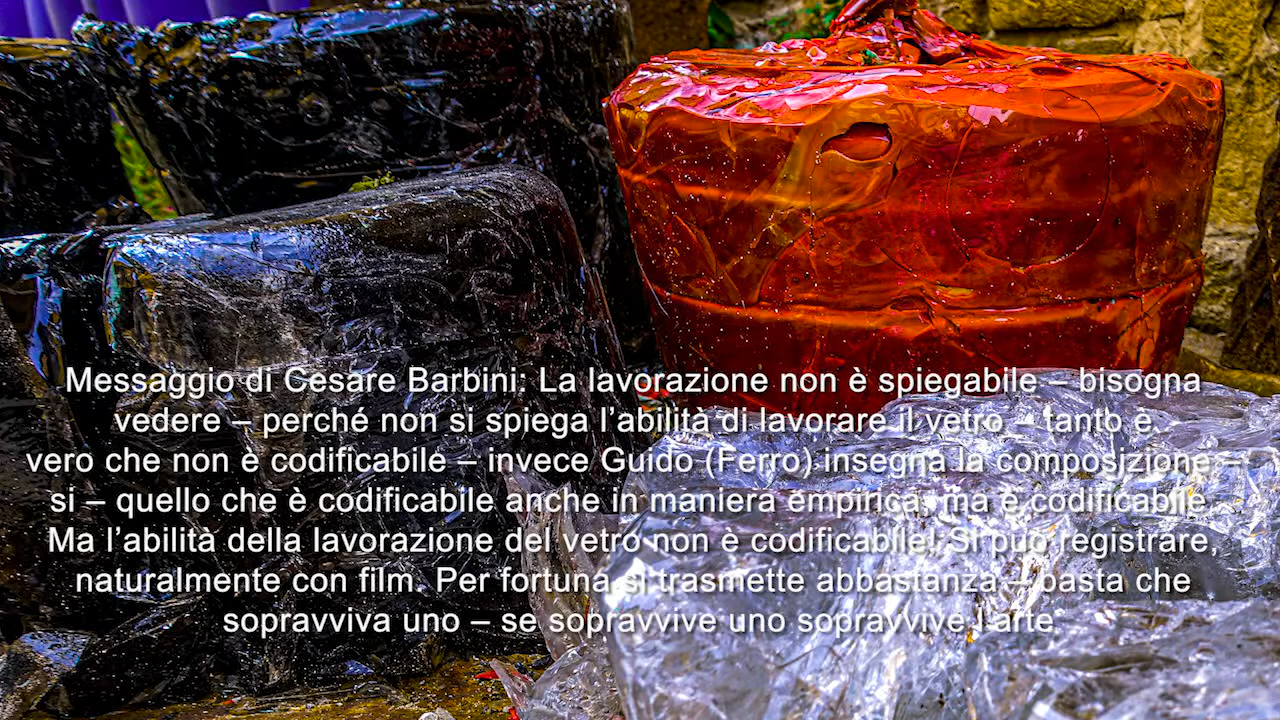 Messaggio di Cesare Barbini: La lavorazione non è spiegabile – bisogna
vedere – perché non si spiega l’abilità di lavorare il vetro – tanto è
vero che non è codificabile – invece Guido (Ferro) insegna la composizione –
si – quello che è codificabile anche in maniera empirica, ma è codificabile.
Ma l’abilità della lavorazione del vetro non è codificabile! Si può registrare,
naturalmente con film. Per fortuna si trasmette abbastanza – basta che
sopravviva uno – se sopravvive uno sopravvive l’arte